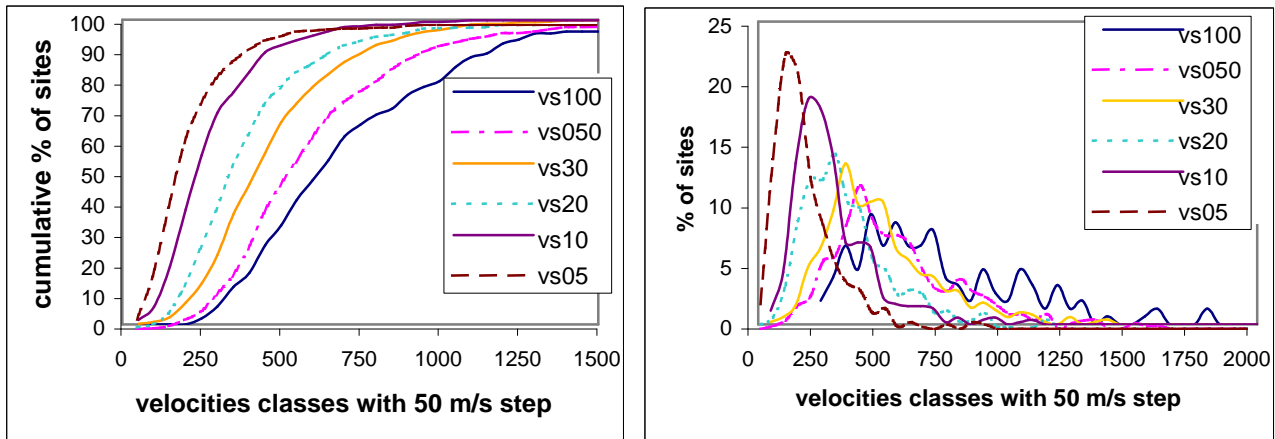 cumulative % of sites
100
90
80
70
60
50
40
30
20
10
0
0 250 500 750 1000 1250 1500
velocities classes with 50 m/s step
vs100
vs050
vs30
vs20
vs10
vs05
% of sites
25
20
15
10
5
0
0 250 500 750 1000 1250 1500 1750 2000
velocities classes with 50 m/s step
vs100
vs050
vs30
vs20
vs10
vs05